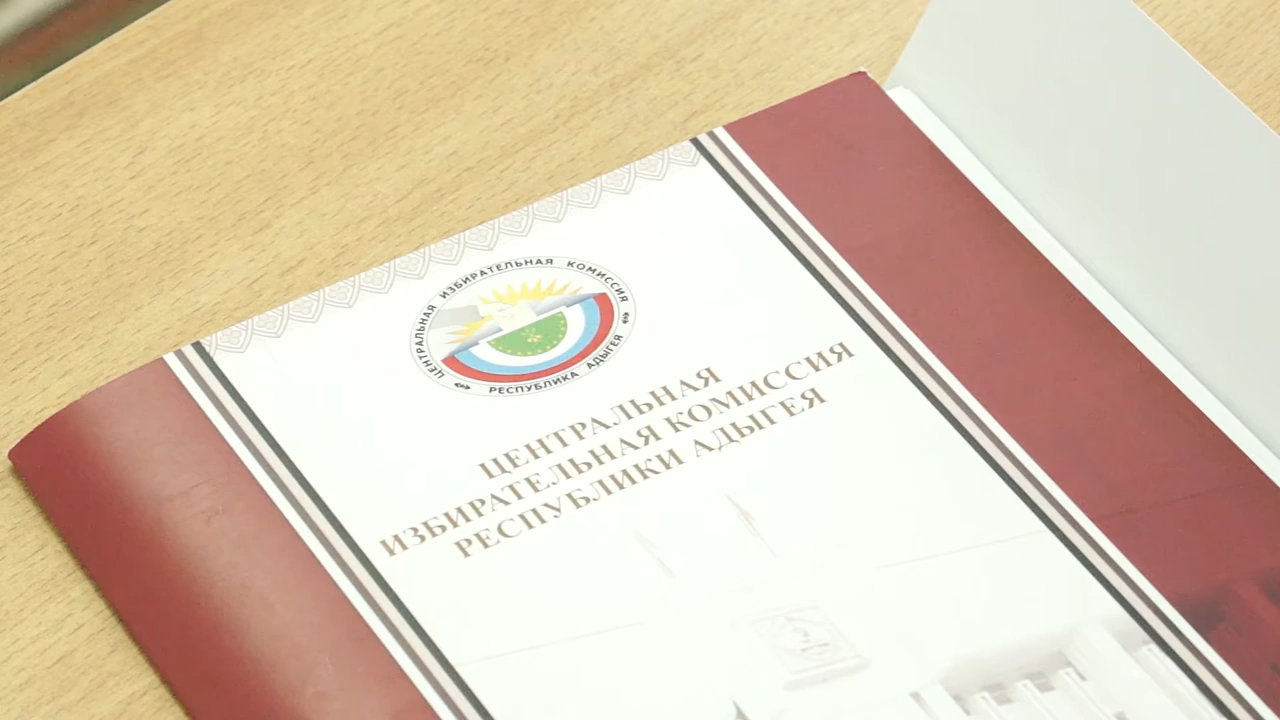 ЦЕНТРАЛЬНАЯ ИЗБИРАТЕЛЬНАЯ КОМИССИЯ
РЕСПУБЛИКА АДЫГЕЯ
ЦЕНТРАЛЬНАЯ
ИЗБИРАТЕЛЬНАЯ КОМИССИЯ
РЕСПУБЛИКИ АДЫГЕЯ